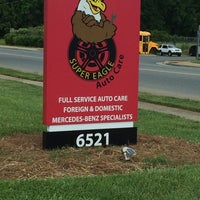 SUPER EAGLE
Auto Care
FULL SERVICE AUTO CARE
FOREIGN & DOMESTIC
MERCEDES-BENZ SPECIALISTS
6521